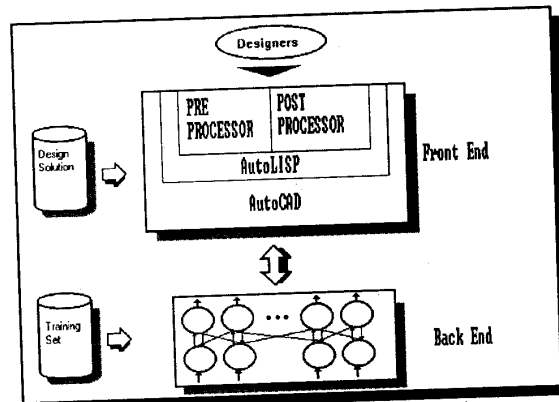 Designers
PRE
PROCESSOR
POST
PROCESSOR
Design
Solution
AutoLISP
Front End
AutoCAD
Training
Set
Back End